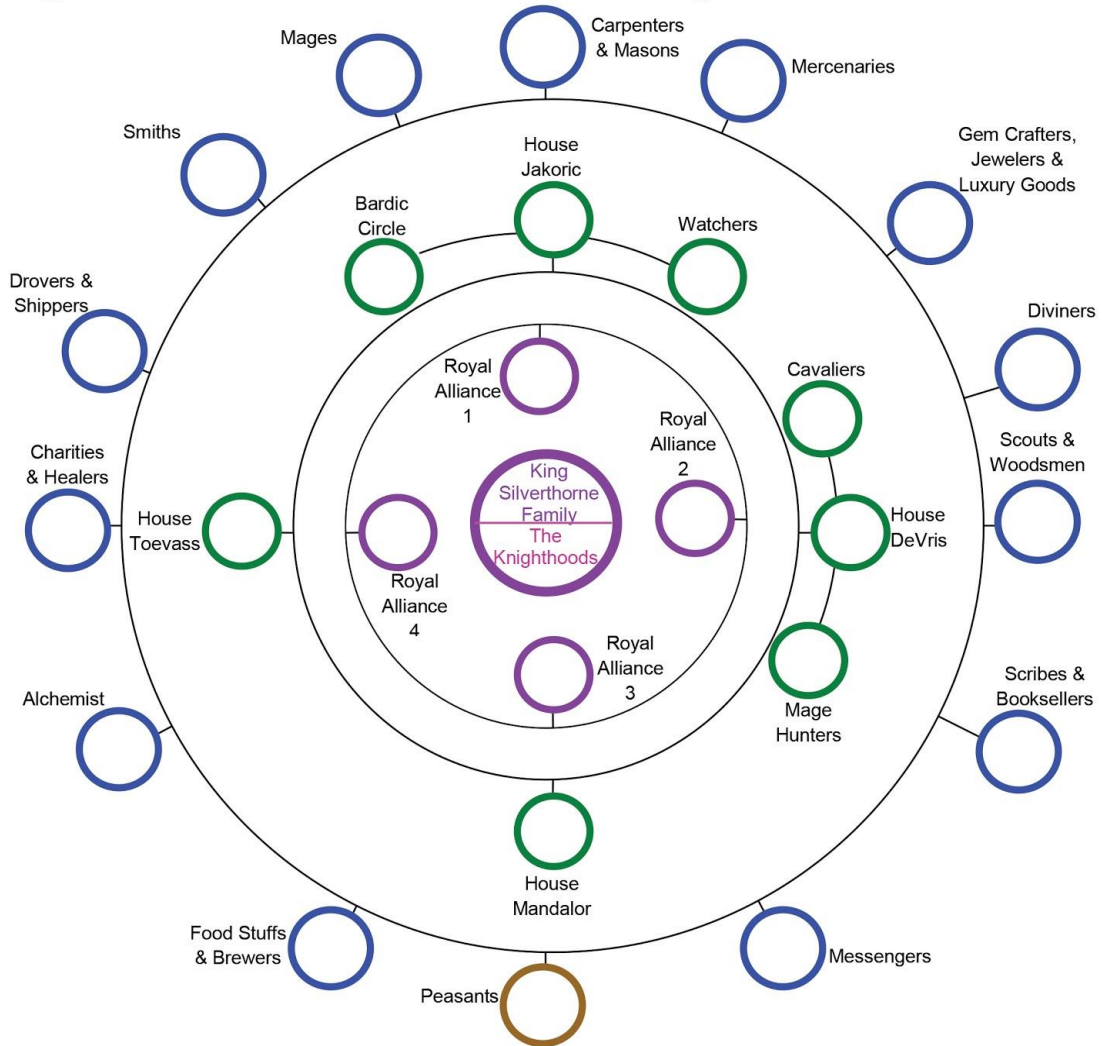 Carpenters
& Masons
Mages
Mercenaries
Smiths
Gem Crafters,
Jewelers &
Luxury Goods
House
Jakoric
Bardic
Circle
Watchers
Drovers &
Shippers
Diviners
Royal
Alliance
1
Cavaliers
Royal
Alliance
2
Charities
& Healers
Scouts &
Woodsmen
King
Silverthorne
Family
The
Knighthoods
House
Toevass
House
DeVris
Royal
Alliance
4
Royal
Alliance
3
Alchemist
Scribes &
Booksellers
Mage
Hunters
House
Mandalor
Food Stuffs
& Brewers
Messengers
Peasants